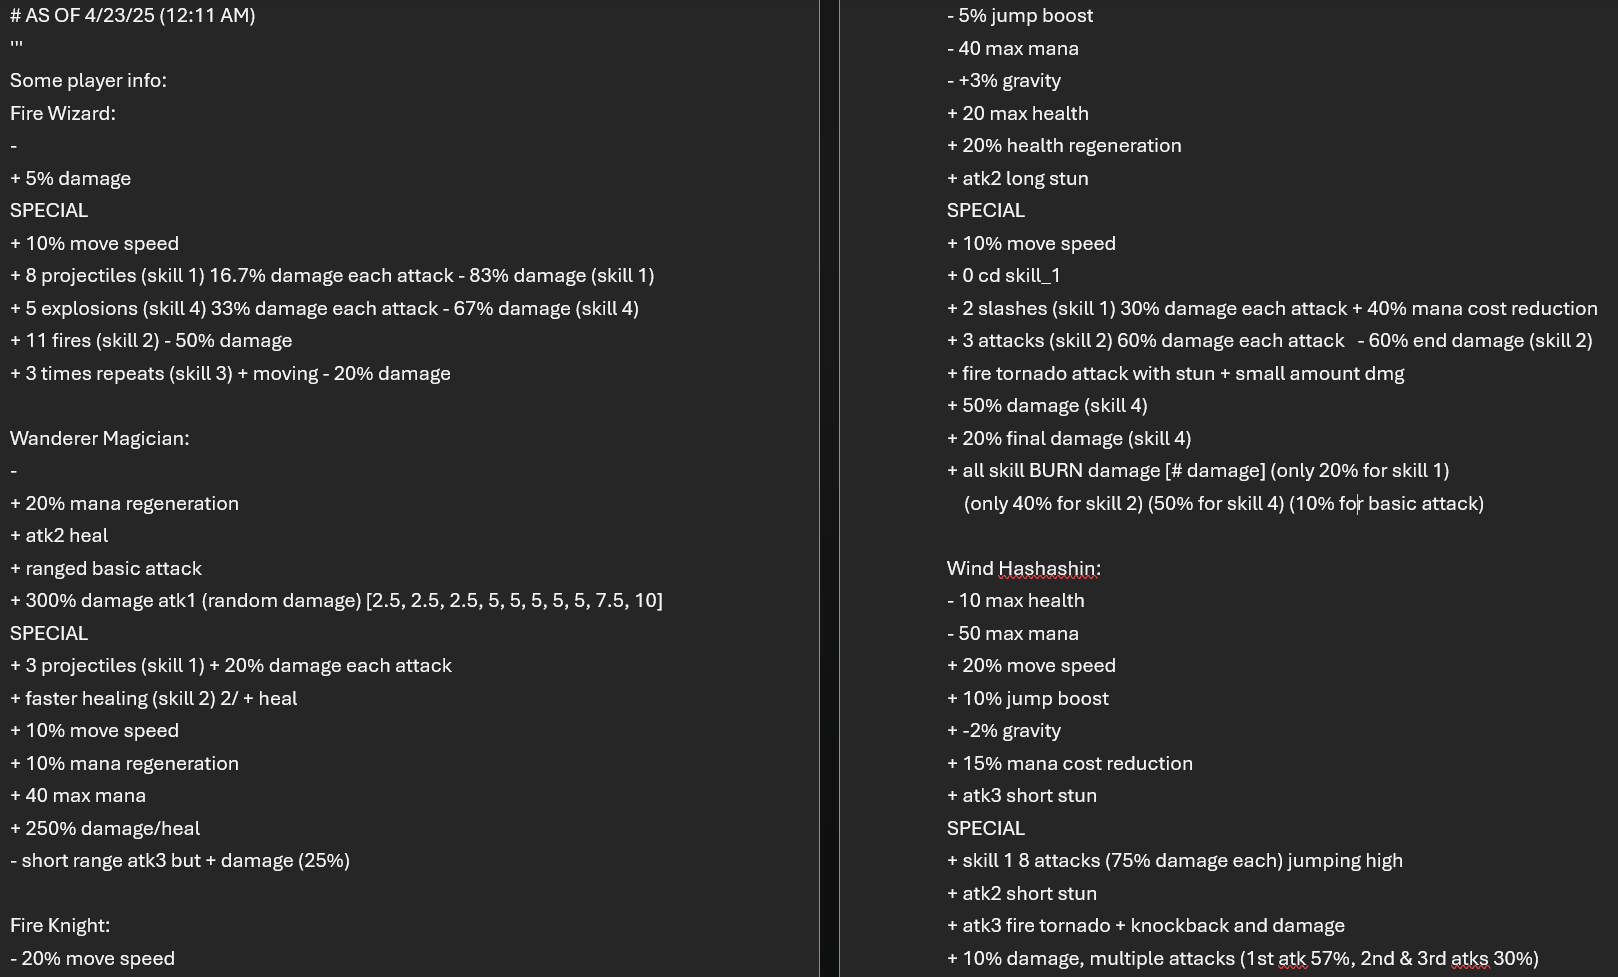 # AS OF 4/23/25 (12:11 AM)
'''
Some player info:
Fire Wizard:
-
+ 5% damage
SPECIAL
+ 10% move speed
+ 8 projectiles (skill 1) 16.7% damage each attack - 83% damage (skill 1)
+ 5 explosions (skill 4) 33% damage each attack - 67% damage (skill 4)
+ 11 fires (skill 2) - 50% damage
+ 3 times repeats (skill 3) + moving - 20% damage
Wanderer Magician:
-
+ 20% mana regeneration
+ atk2 heal
+ ranged basic attack
+ 300% damage atk1 (random damage) [2.5, 2.5, 2.5, 5, 5, 5, 5, 5, 7.5, 10]
SPECIAL
+ 3 projectiles (skill 1) + 20% damage each attack
+ faster healing (skill 2) 2/ + heal
+ 10% move speed
+ 10% mana regeneration
+ 40 max mana
+ 250% damage/heal
- short range atk3 but + damage (25%)
Fire Knight:
- 20% move speed
- 5% jump boost
- 40 max mana
- +3% gravity
+ 20 max health
+ 20% health regeneration
+ atk2 long stun
SPECIAL
+ 10% move speed
+ 0 cd skill_1
+ 2 slashes (skill 1) 30% damage each attack + 40% mana cost reduction
+ 3 attacks (skill 2) 60% damage each attack  - 60% end damage (skill 2)
+ fire tornado attack with stun + small amount dmg
+ 50% damage (skill 4)
+ 20% final damage (skill 4)
+ all skill BURN damage [# damage] (only 20% for skill 1)
(only 40% for skill 2) (50% for skill 4) (10% for basic attack)
Wind Hashashin:
- 10 max health
- 50 max mana
+ 20% move speed
+ 10% jump boost
+ -2% gravity
+ 15% mana cost reduction
+ atk3 short stun
SPECIAL
+ skill 1 8 attacks (75% damage each) jumping high
+ atk2 short stun
+ atk3 fire tornado + knockback and damage
+ 10% damage, multiple attacks (1st atk 57%, 2nd & 3rd atks 30%)